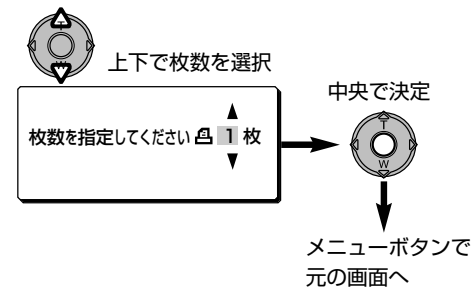 T
W
上下で枚数を選択
枚数を指定してください 1 枚
中央で決定
T
W
メニューボタンで
元の画面へ